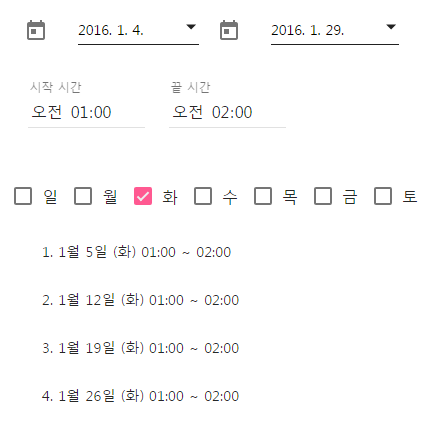 2016. 1. 4. 2016. 1. 29.
시작 시간 끝 시간
오전 01:00 오전 02:00
일 월 화 수 목 금 토
1. 1월 5일 (화) 01:00 ~ 02:00
2. 1월 12일 (화) 01:00 ~ 02:00
3. 1월 19일 (화) 01:00 ~ 02:00
4. 1월 26일 (화) 01:00 ~ 02:00